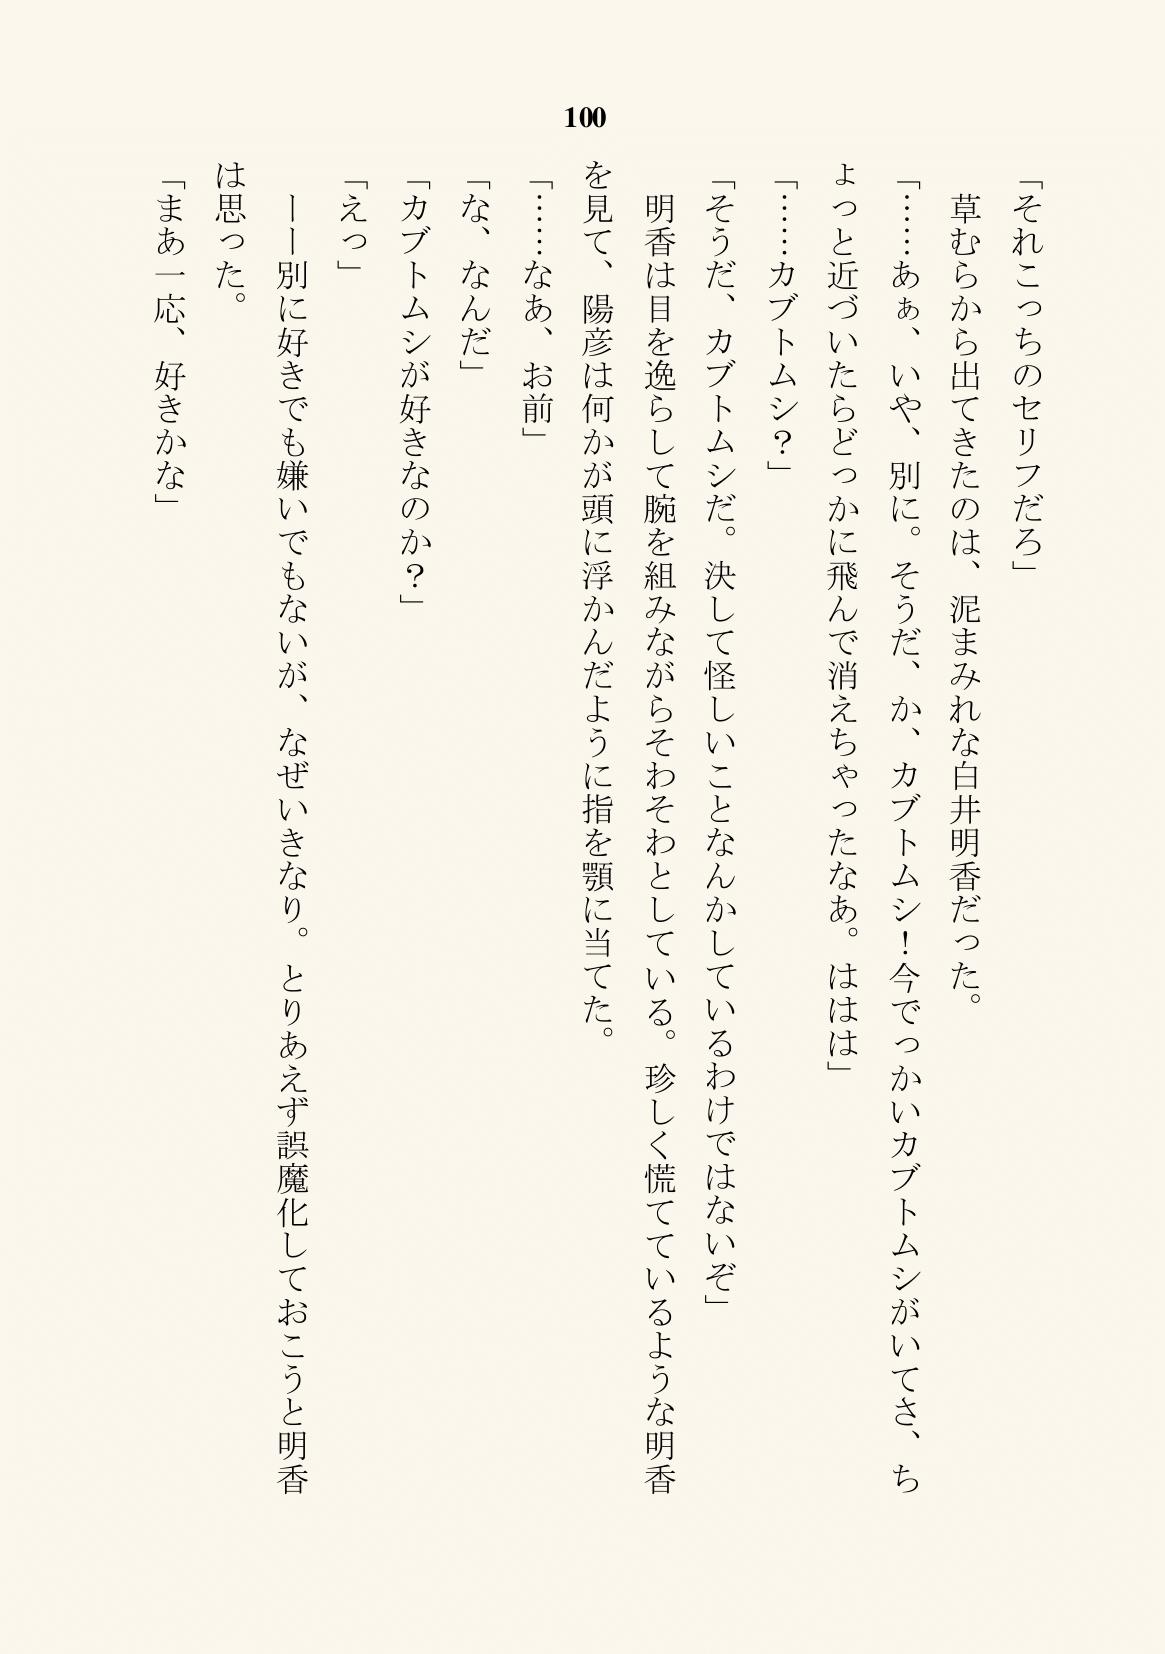 100
「それこっちのセリフだろ」
　草むらから出てきたのは、泥まみれな白井明香だった。
「……あぁ、いや、別に。そうだ、か、カブトムシ！今でっかいカブトムシがいてさ、ち
ょっと近づいたらどっかに飛んで消えちゃったなあ。ははは」
「……カブトムシ？」
「そうだ、カブトムシだ。決して怪しいことなんかしているわけではないぞ」
　明香は目を逸らして腕を組みながらそわそわとしている。珍しく慌てているような明香
を見て、陽彦は何かが頭に浮かんだように指を顎に当てた。
「……なあ、お前」
「な、なんだ」
「カブトムシが好きなのか？」
「えっ」
　ーー別に好きでも嫌いでもないが、なぜいきなり。とりあえず誤魔化しておこうと明香
は思った。
「まあ一応、好きかな」